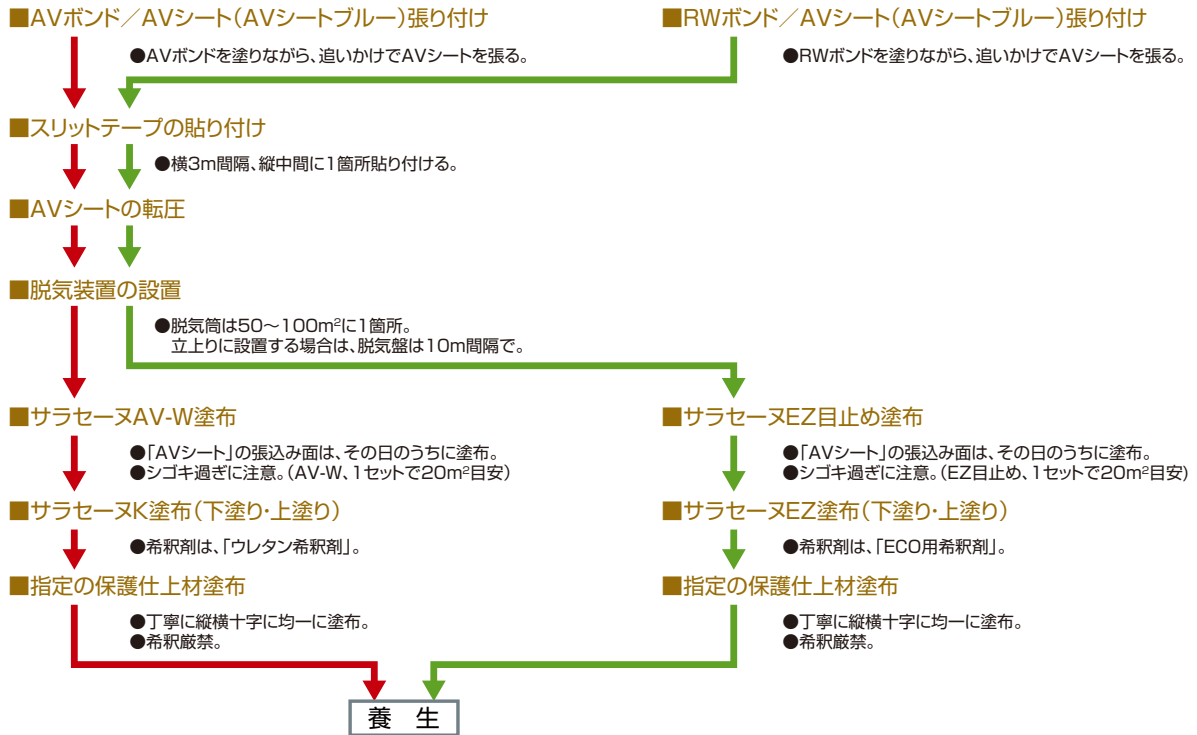 ■AVボンド／AVシート（AVシートブルー）張り付け
●AVボンドを塗りながら、追いかけでAVシートを張る。
■RWボンド／AVシート（AVシートブルー）張り付け
●RWボンドを塗りながら、追いかけでAVシートを張る。
■スリットテープの貼り付け
●横3m間隔、縦中間に1箇所貼り付ける。
■AVシートの転圧
■脱気装置の設置
●脱気筒は50～100m²に1箇所。
立上りに設置する場合は、脱気盤は10m間隔で。
■サラセーヌAV-W塗布
●「AVシート」の張込み面は、その日のうちに塗布。
●シゴキ過ぎに注意。（AV-W、1セットで20m²目安）
■サラセーヌK塗布（下塗り・上塗り）
●希釈剤は、「ウレタン希釈剤」。
■指定の保護仕上材塗布
●丁寧に縦横十字に均一に塗布。
●希釈厳禁。
■サラセーヌEZ目止め塗布
●「AVシート」の張込み面は、その日のうちに塗布。
●シゴキ過ぎに注意。（EZ目止め、1セットで20m²目安）
■サラセーヌEZ塗布（下塗り・上塗り）
●希釈剤は、「ECO用希釈剤」。
■指定の保護仕上材塗布
●丁寧に縦横十字に均一に塗布。
●希釈厳禁。
養　生